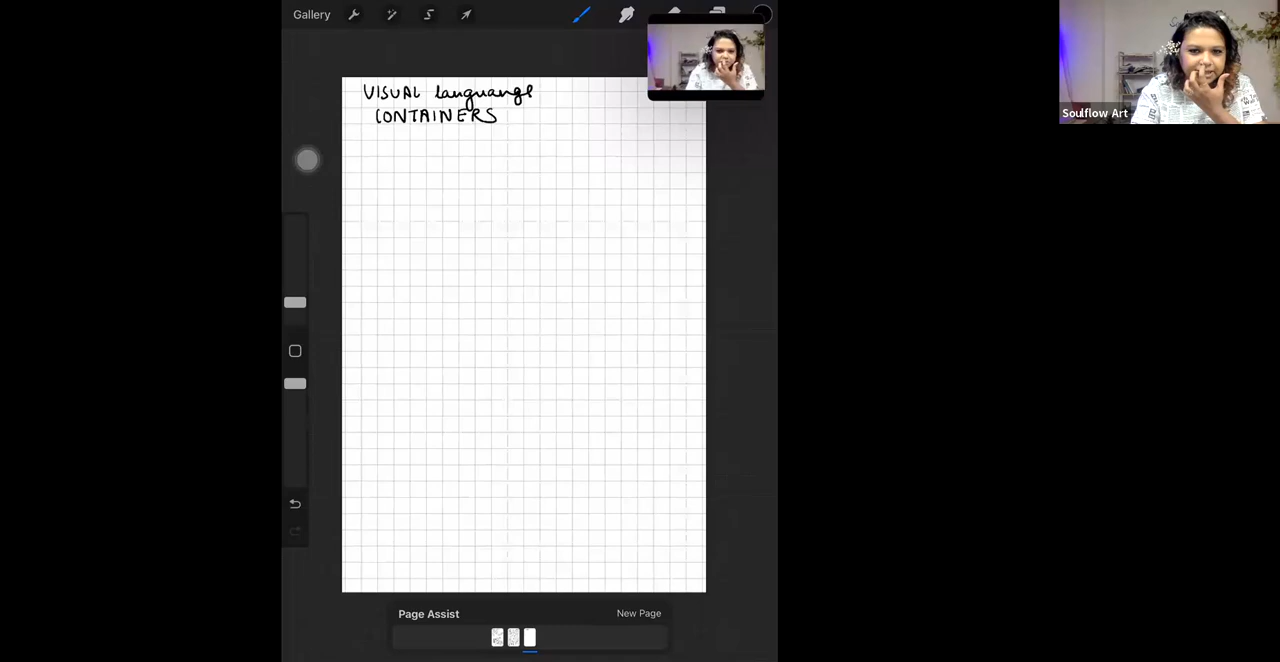 Gallery
VISUAL languange
CONTAINERS
Soulflow Art
Page Assist
New Page